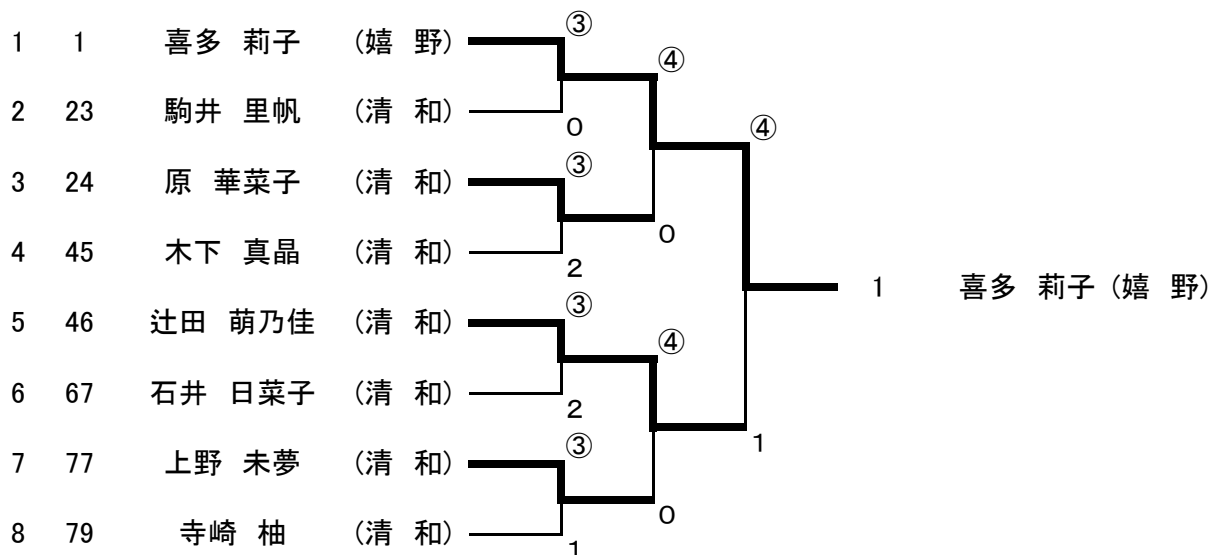 ③
1 1 喜多 莉子 (嬉 野)
④
2 23 駒井 里帆 (清 和)
0
④
3 24 原 華菜子 (清 和)
③
0
4 45 木下 真晶 (清 和)
2
1 喜多 莉子 (嬉 野)
③
5 46 辻田 萌乃佳 (清 和)
④
6 67 石井 日菜子 (清 和)
2
③
1
7 77 上野 未夢 (清 和)
0
8 79 寺崎 柚 (清 和)
1